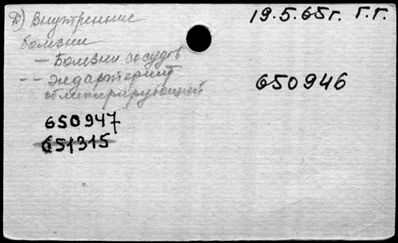 Д) Внутренние
болезни
— Болезни сосудов
-- Эндартериит
облитерирующий
19.5.65г. Г.Г.
650946
650947
651315